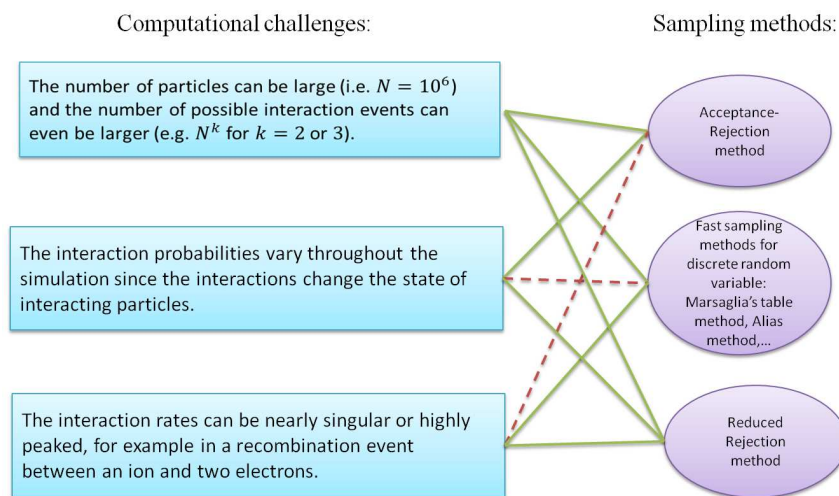 Computational challenges:
Sampling methods:
The number of particles can be large (i.e. N = 10⁶)
and the number of possible interaction events can
even be larger (e.g. Nᵏ for k = 2 or 3).
Acceptance-
Rejection
method
The interaction probabilities vary throughout the
simulation since the interactions change the state of
interacting particles.
Fast sampling
methods for
discrete random
variable:
Marsaglia's table
method, Alias
method,...
The interaction rates can be nearly singular or highly
peaked, for example in a recombination event
between an ion and two electrons.
Reduced
Rejection
method